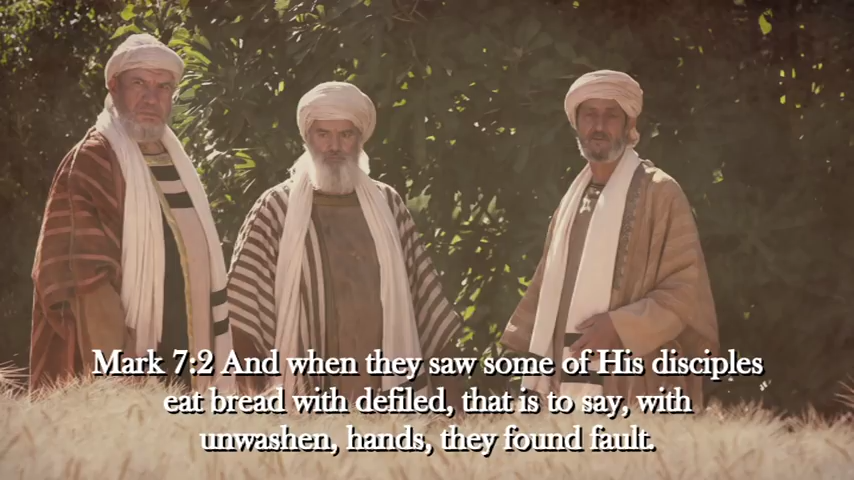 Mark 7:2 And when they saw some of His disciples
eat bread with defiled, that is to say, with
unwashen, hands, they found fault.